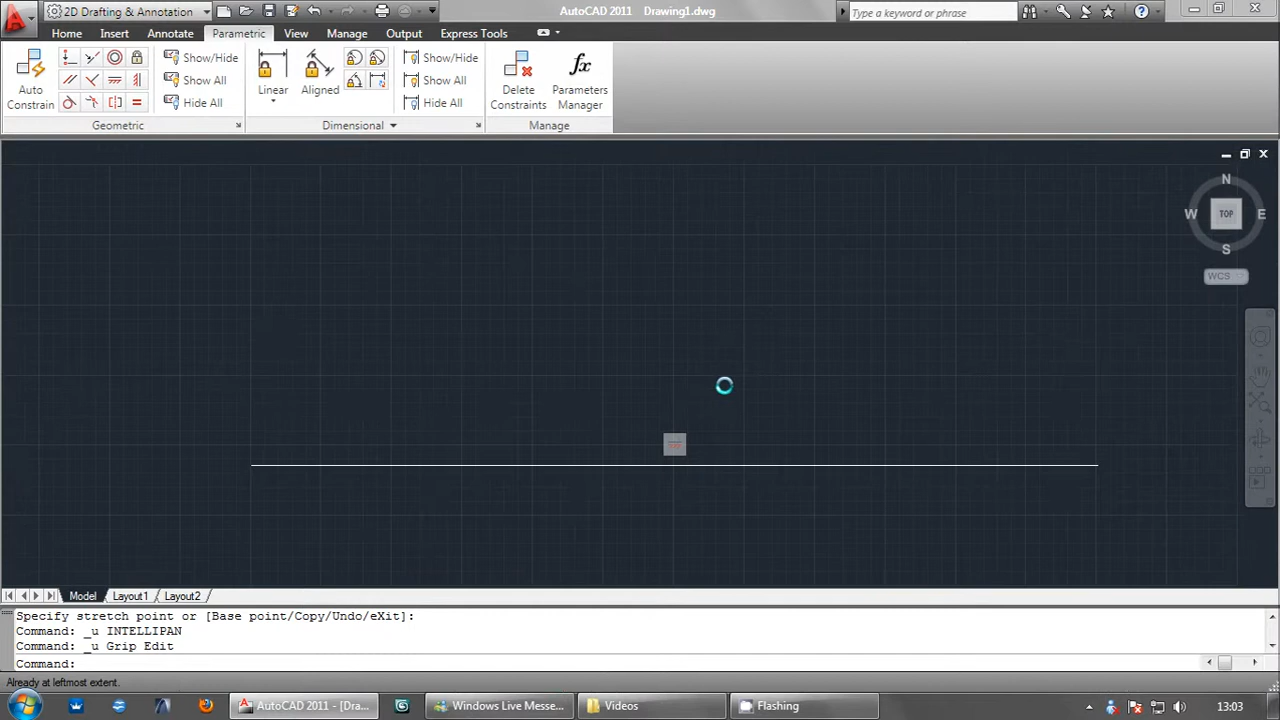 2D Drafting & Annotation
AutoCAD 2011 Drawing1.dwg
Type a keyword or phrase
Home Insert Annotate Parametric View Manage Output Express Tools
Auto Constrain
Show/Hide
Show All
Hide All
Linear
Aligned
Show/Hide
Show All
Hide All
Delete Constraints
fx
Parameters Manager
Geometric
Dimensional
Manage
N
W TOP E
S
WCS
Model Layout1 Layout2
Specify stretch point or [Base point/Copy/Undo/eXit]:
Command: _u INTELLIPAN
Command: _u Grip Edit
Command:
Already at leftmost extent.
AutoCAD 2011 - [Dra... Windows Live Messe... Videos Flashing 13:03